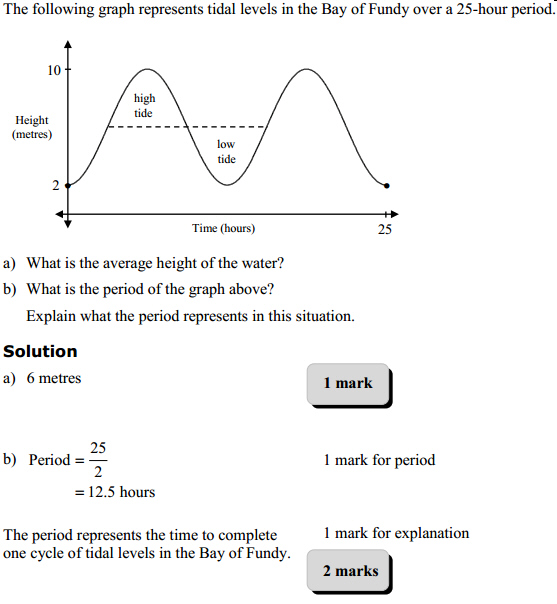 The following graph represents tidal levels in the Bay of Fundy over a 25-hour period.
10
high
tide
Height
(metres)
low
tide
2
Time (hours)
25
a) What is the average height of the water?
b) What is the period of the graph above?
Explain what the period represents in this situation.
Solution
a) 6 metres
1 mark
b) Period = 25/2
1 mark for period
= 12.5 hours
The period represents the time to complete
1 mark for explanation
one cycle of tidal levels in the Bay of Fundy.
2 marks